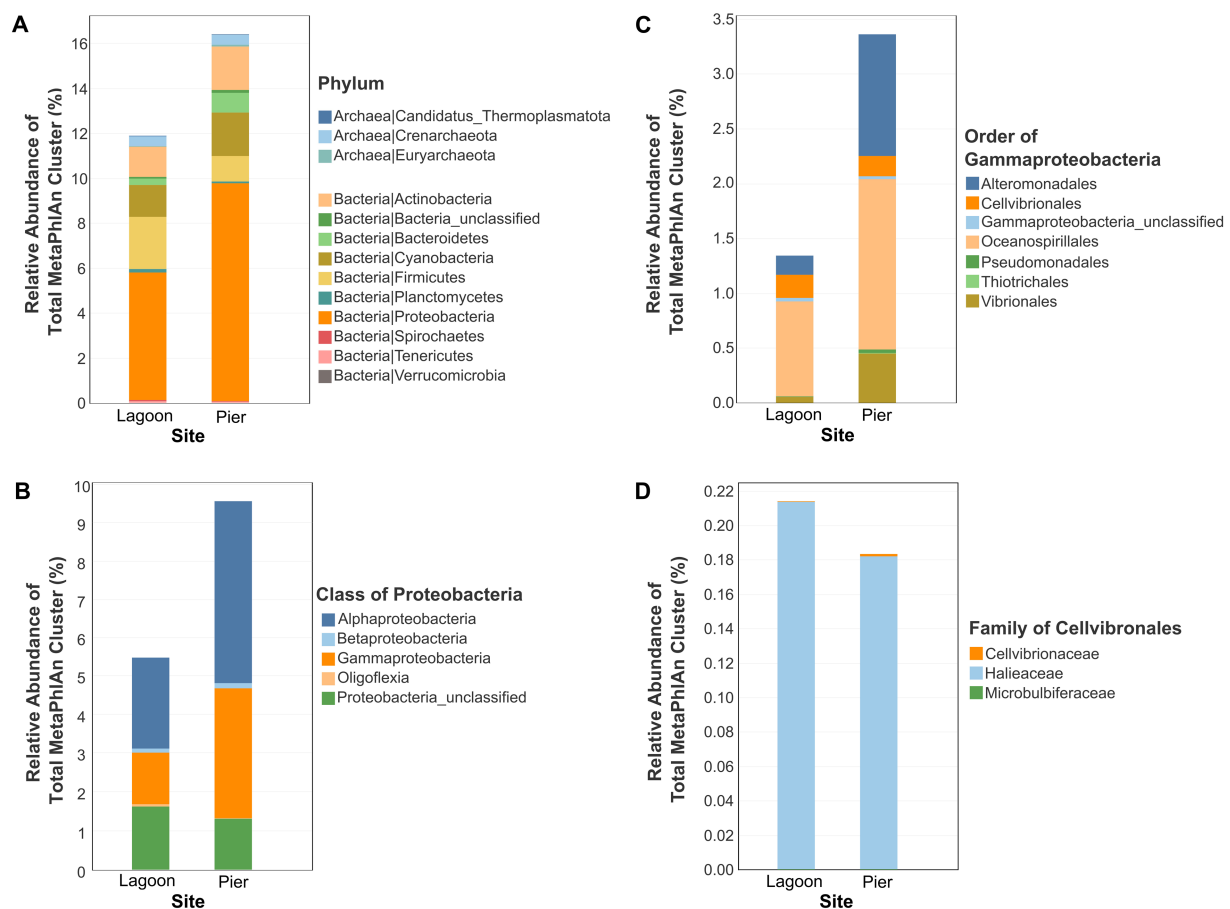 A
Relative Abundance of
Total MetaPhlAn Cluster (%)
16
14
12
10
8
6
4
2
0
Lagoon
Pier
Site
Phylum
Archaea|Candidatus_Thermoplasmatota
Archaea|Crenarchaeota
Archaea|Euryarchaeota
Bacteria|Actinobacteria
Bacteria|Bacteria_unclassified
Bacteria|Bacteroidetes
Bacteria|Cyanobacteria
Bacteria|Firmicutes
Bacteria|Planctomycetes
Bacteria|Proteobacteria
Bacteria|Spirochaetes
Bacteria|Tenericutes
Bacteria|Verrucomicrobia
C
Relative Abundance of
Total MetaPhlAn Cluster (%)
3.5
3.0
2.5
2.0
1.5
1.0
0.5
0.0
Lagoon
Pier
Site
Order of
Gammaproteobacteria
Alteromonadales
Cellvibrionales
Gammaproteobacteria_unclassified
Oceanospirillales
Pseudomonadales
Thiotrichales
Vibrionales
B
Relative Abundance of
Total MetaPhlAn Cluster (%)
10
9
8
7
6
5
4
3
2
1
0
Lagoon
Pier
Site
Class of Proteobacteria
Alphaproteobacteria
Betaproteobacteria
Gammaproteobacteria
Oligoflexia
Proteobacteria_unclassified
D
Relative Abundance of
Total MetaPhlAn Cluster (%)
0.22
0.20
0.18
0.16
0.14
0.12
0.10
0.08
0.06
0.04
0.02
0.00
Lagoon
Pier
Site
Family of Cellvibronales
Cellvibrionaceae
Halieaceae
Microbulbiferaceae